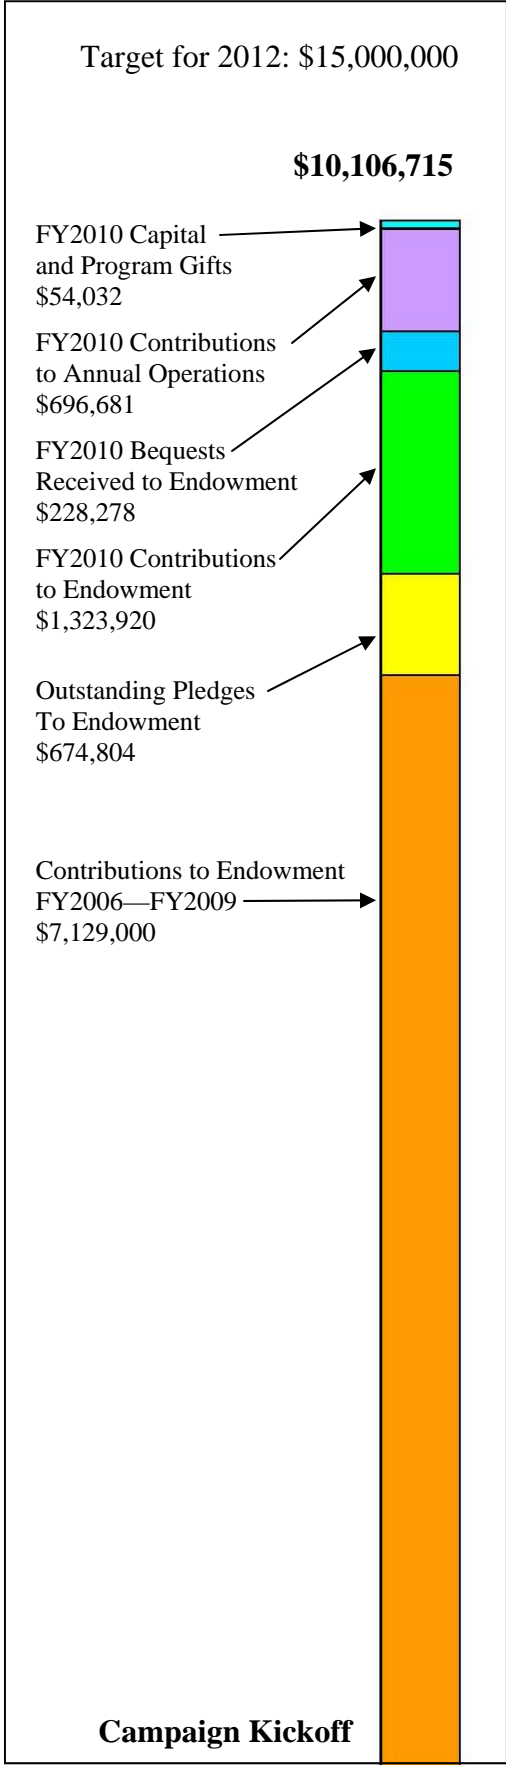 Target for 2012: $15,000,000
$10,106,715
FY2010 Capital
and Program Gifts
$54,032
FY2010 Contributions
to Annual Operations
$696,681
FY2010 Bequests
Received to Endowment
$228,278
FY2010 Contributions
to Endowment
$1,323,920
Outstanding Pledges
To Endowment
$674,804
Contributions to Endowment
FY2006—FY2009
$7,129,000
Campaign Kickoff